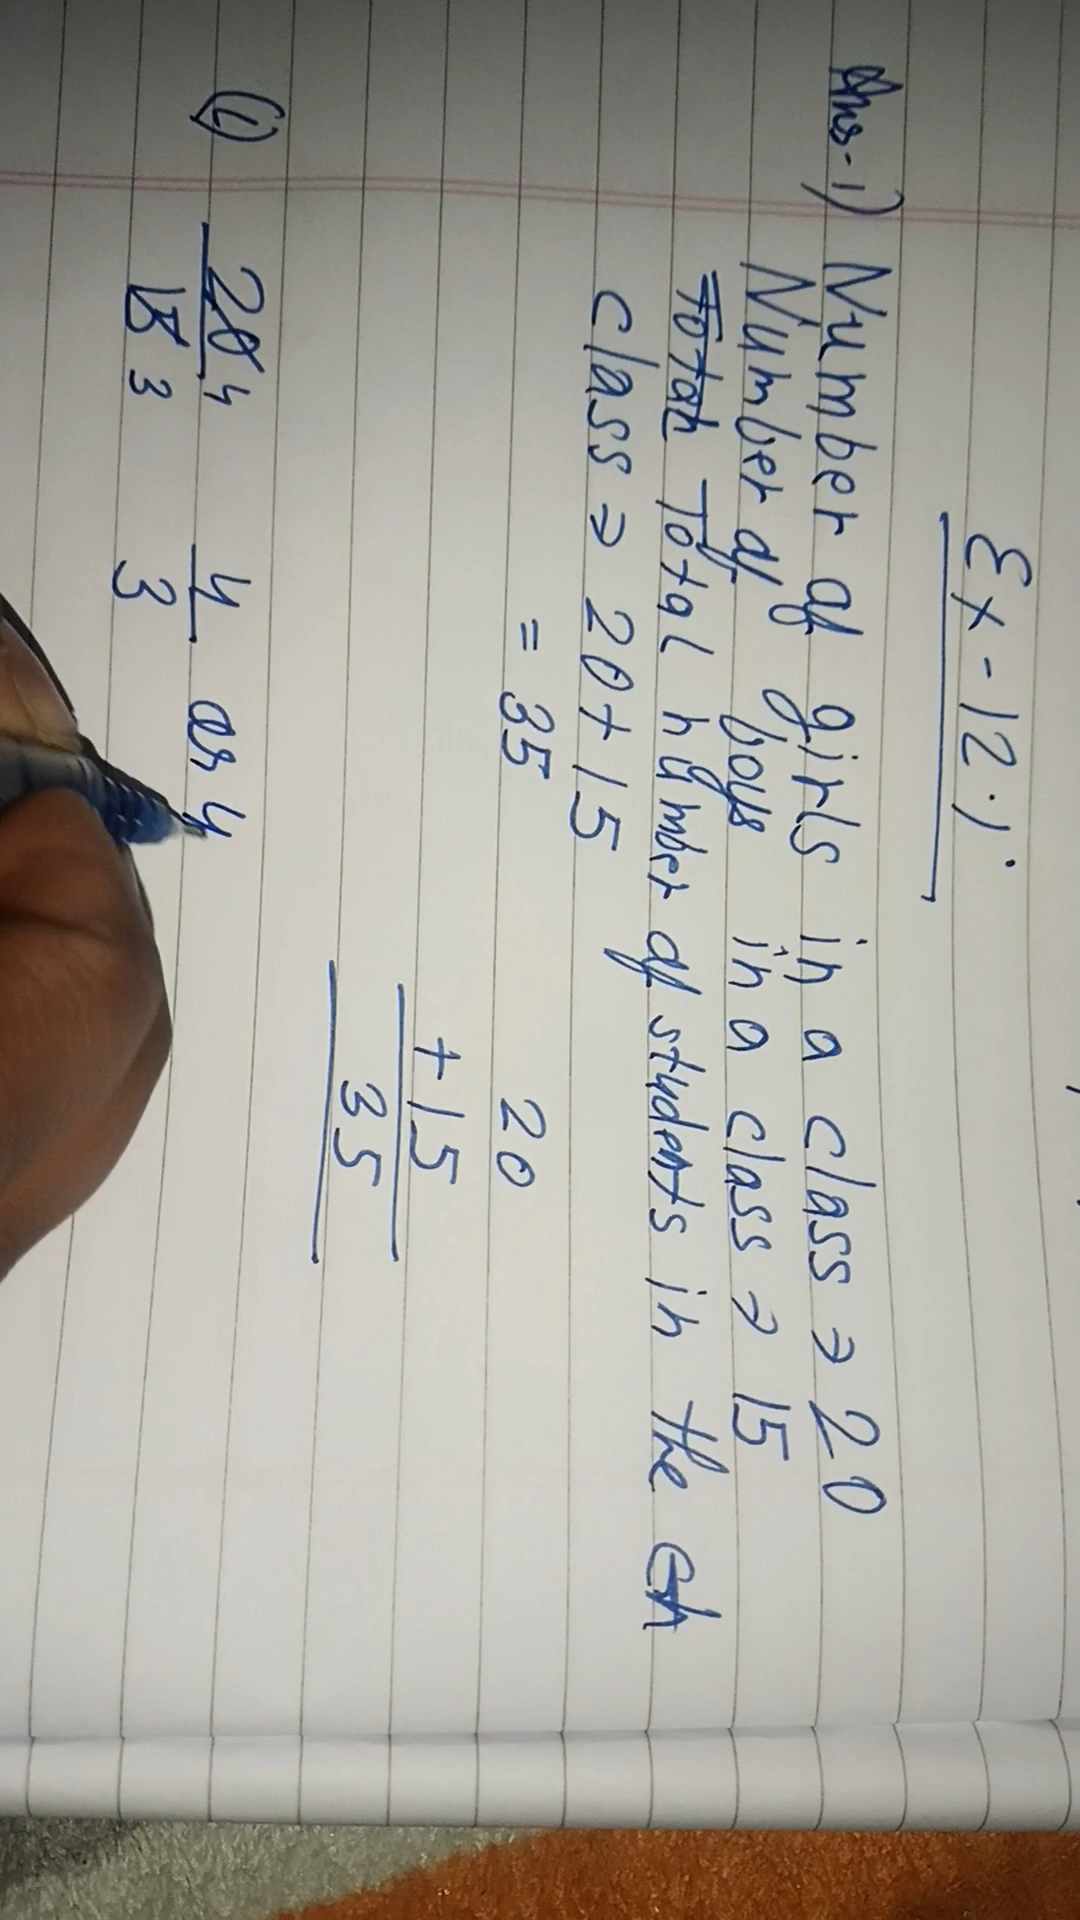 Ex-12.1
Ans-1) Number of girls in a class → 20
Number of boys in a class → 15
Total Total number of students in the
class → 20+15
= 35
20
+15
35
(i) 20/15 4/3 4/3 or 4